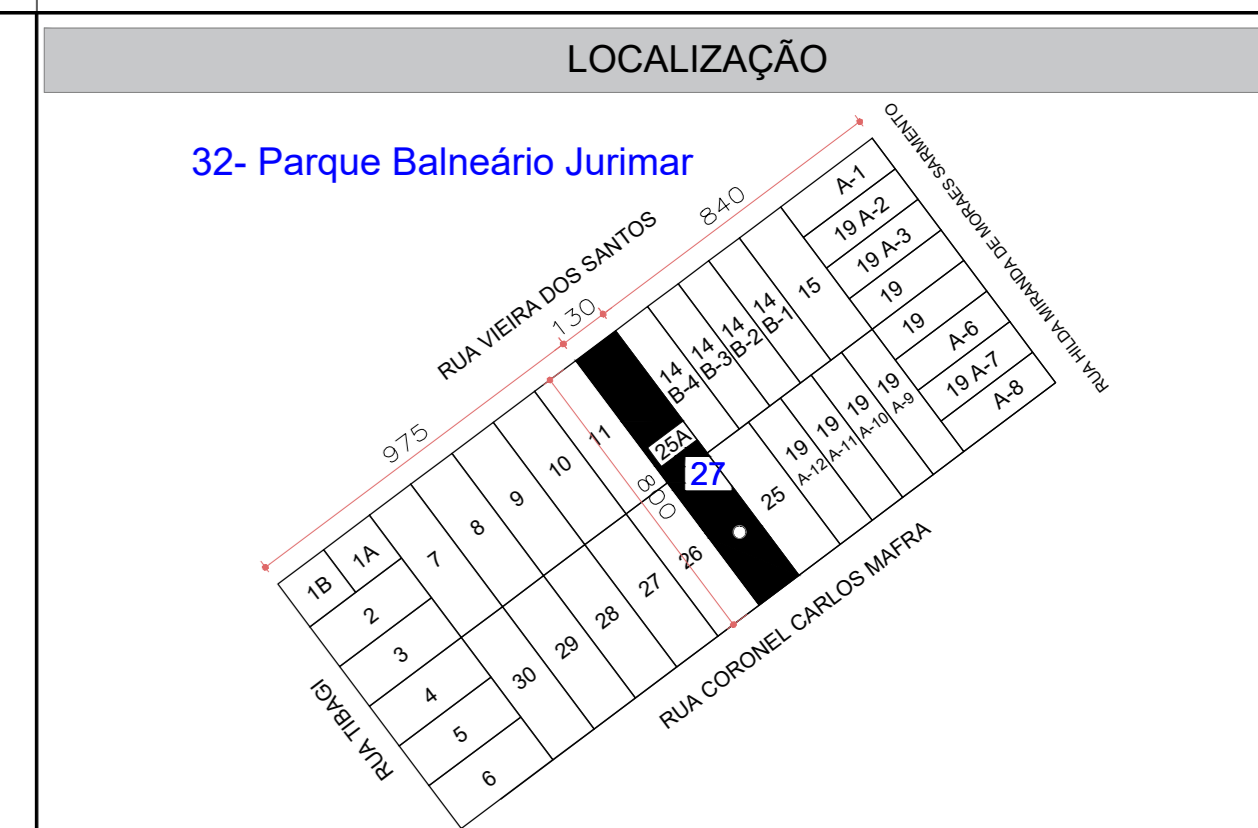 LOCALIZAÇÃO
32- Parque Balneário Jurimar
RUA HILDA MIRANDA DE MORAES SARMENTO
RUA VIEIRA DOS SANTOS
840
130
975
A-1
19 A-2
19 A-3
19
19
A-6
19 A-7
A-8
15
14
B-1
14
B-2
14
B-3
14
B-4
19
A-9
19
A-10
19
A-11
19
A-12
25
25A
27
800
11
10
9
8
7
1A
1B
2
3
4
5
6
30
29
28
27
26
RUA TIBAGI
RUA CORONEL CARLOS MAFRA